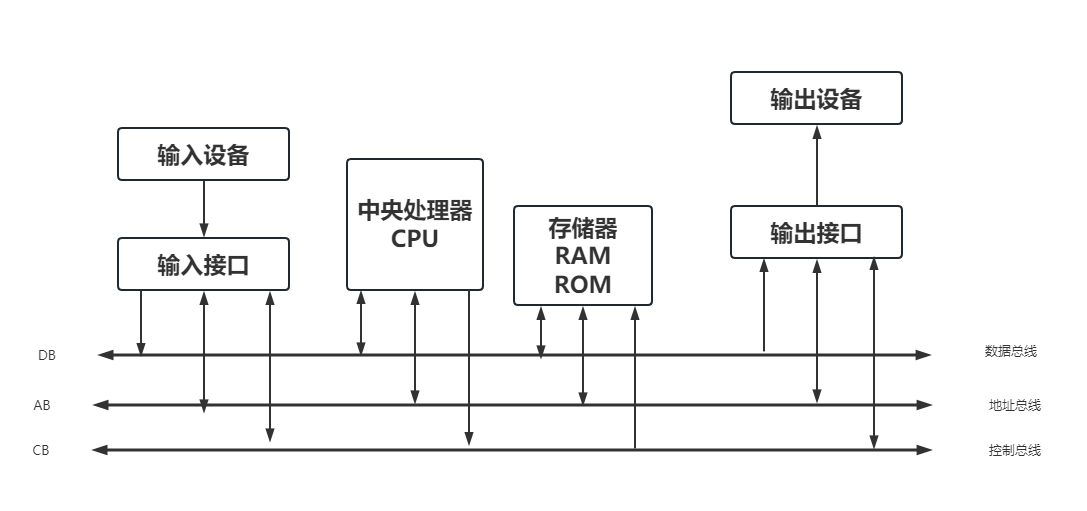 输出设备
输入设备
中央处理器
CPU
存储器
RAM
ROM
输出接口
输入接口
DB
数据总线
AB
地址总线
CB
控制总线